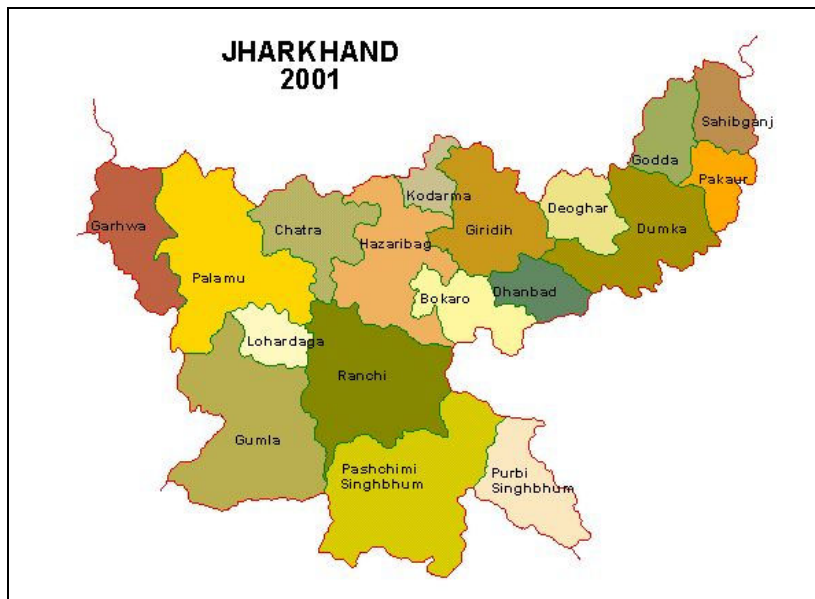 JHARKHAND
2001
Sahibganj
Godda
Pakaur
Kodarma
Deoghar
Garhwa
Chatra
Hazaribag
Giridih
Dumka
Palamu
Bokaro
Dhanbad
Lohardaga
Ranchi
Gumla
Pashchimi
Singhbhum
Purbi
Singhbhum